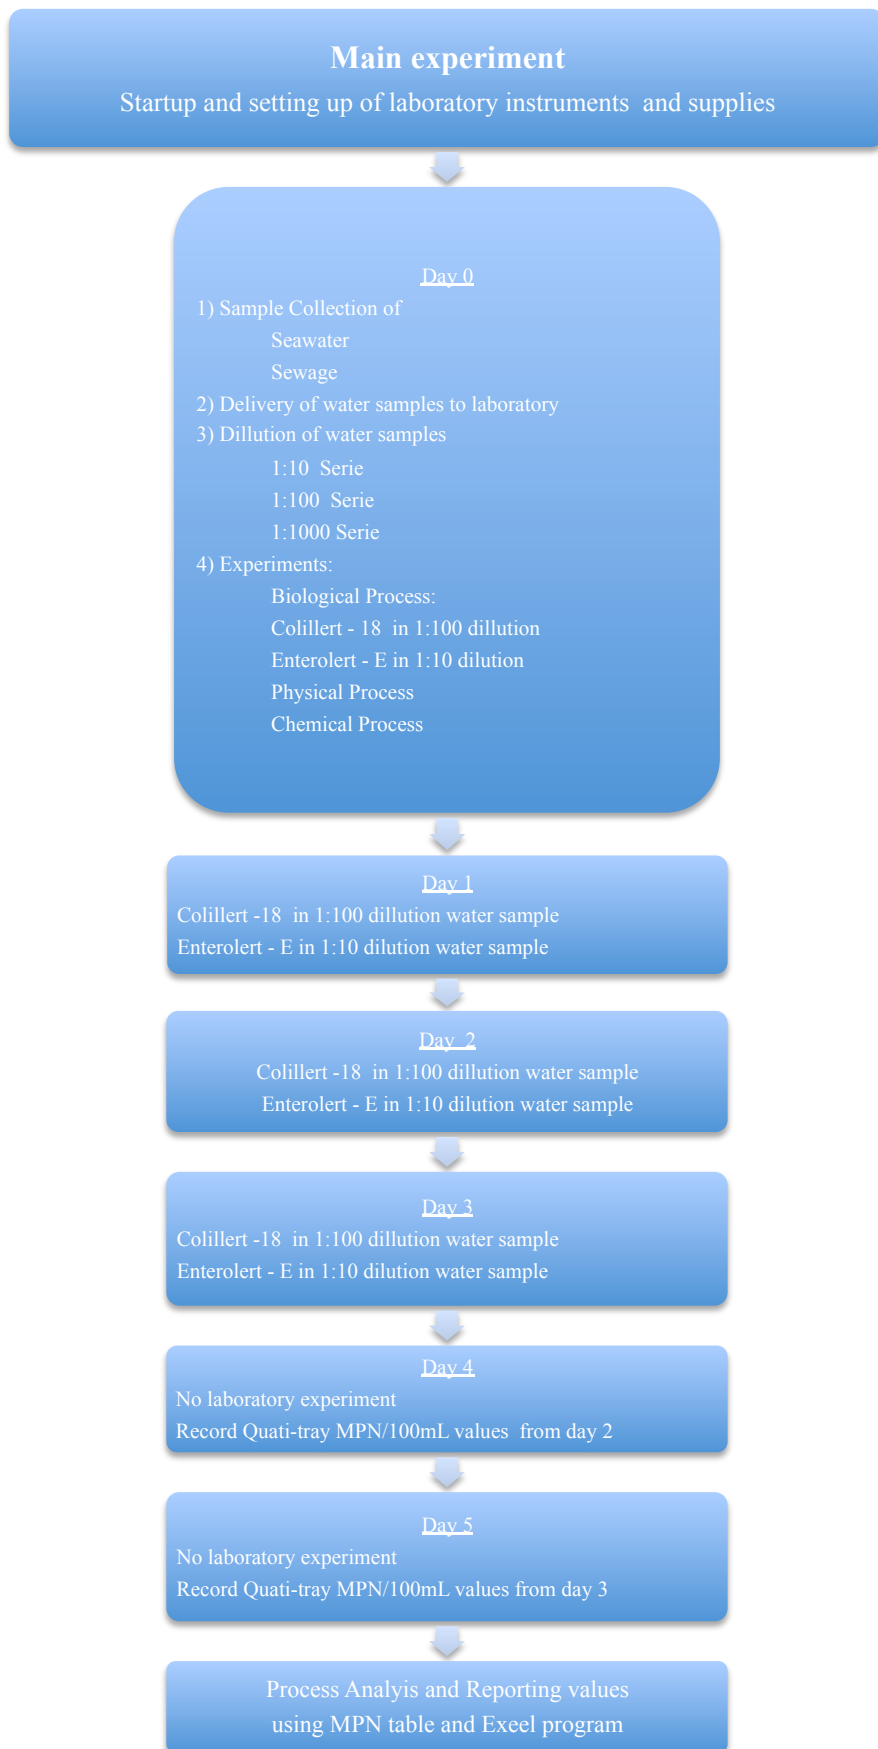 Main experiment
Startup and setting up of laboratory instruments and supplies
Day 0
1) Sample Collection of
Seawater
Sewage
2) Delivery of water samples to laboratory
3) Dillution of water samples
1:10 Serie
1:100 Serie
1:1000 Serie
4) Experiments:
Biological Process:
Colillert - 18 in 1:100 dillution
Enterolert - E in 1:10 dilution
Physical Process
Chemical Process
Day 1
Colillert -18 in 1:100 dillution water sample
Enterolert - E in 1:10 dilution water sample
Day 2
Colillert -18 in 1:100 dillution water sample
Enterolert - E in 1:10 dilution water sample
Day 3
Colillert -18 in 1:100 dillution water sample
Enterolert - E in 1:10 dilution water sample
Day 4
No laboratory experiment
Record Quati-tray MPN/100mL values from day 2
Day 5
No laboratory experiment
Record Quati-tray MPN/100mL values from day 3
Process Analyis and Reporting values
using MPN table and Exeel program